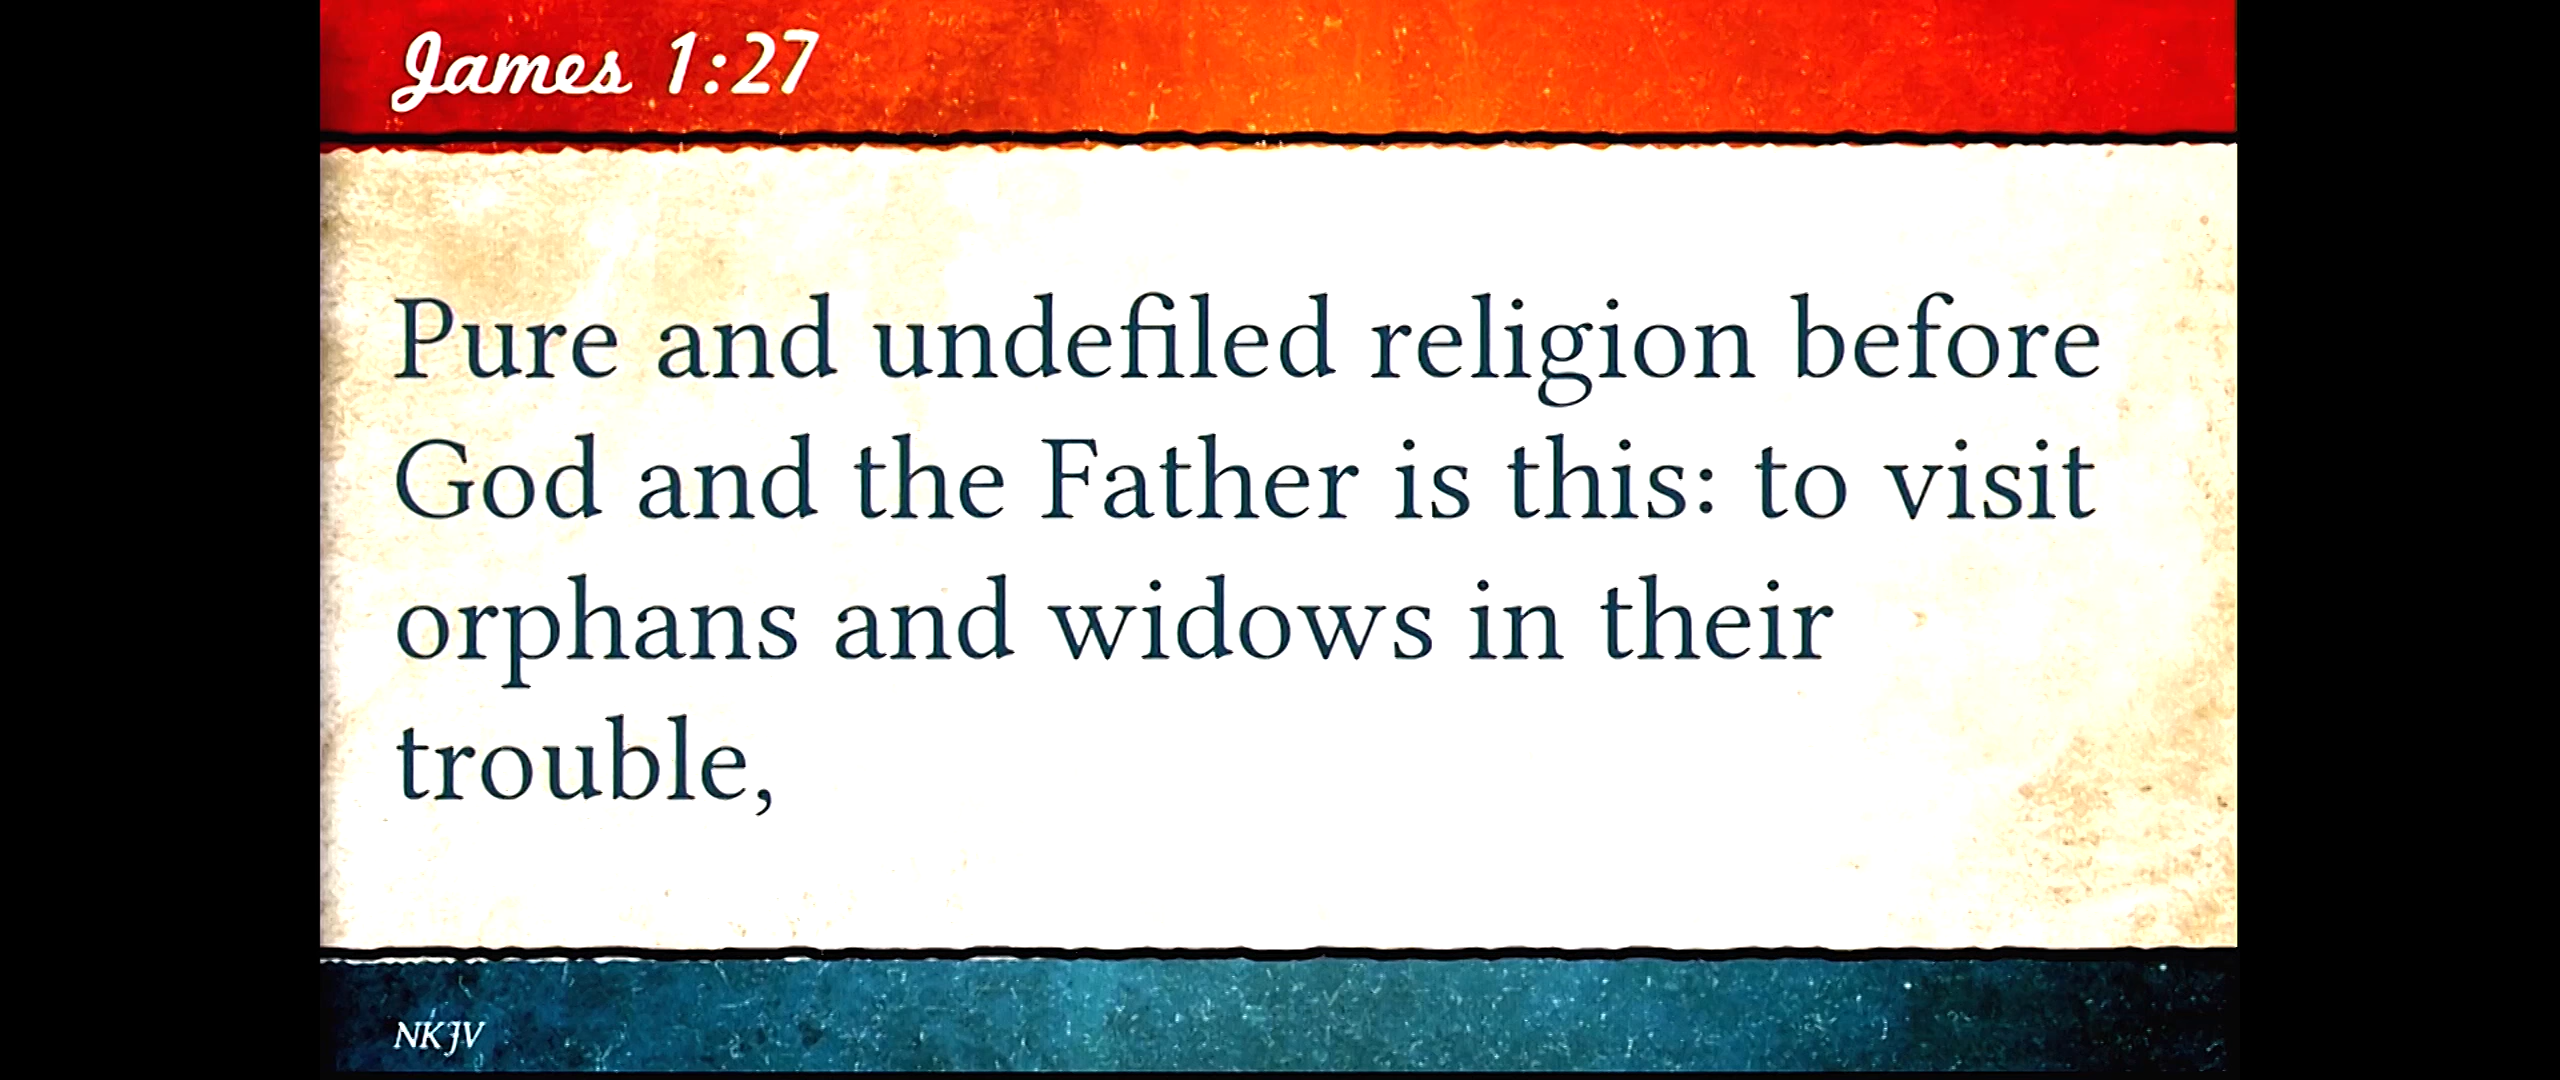 James 1:27
Pure and undefiled religion before
God and the Father is this: to visit
orphans and widows in their
trouble,
NKJV